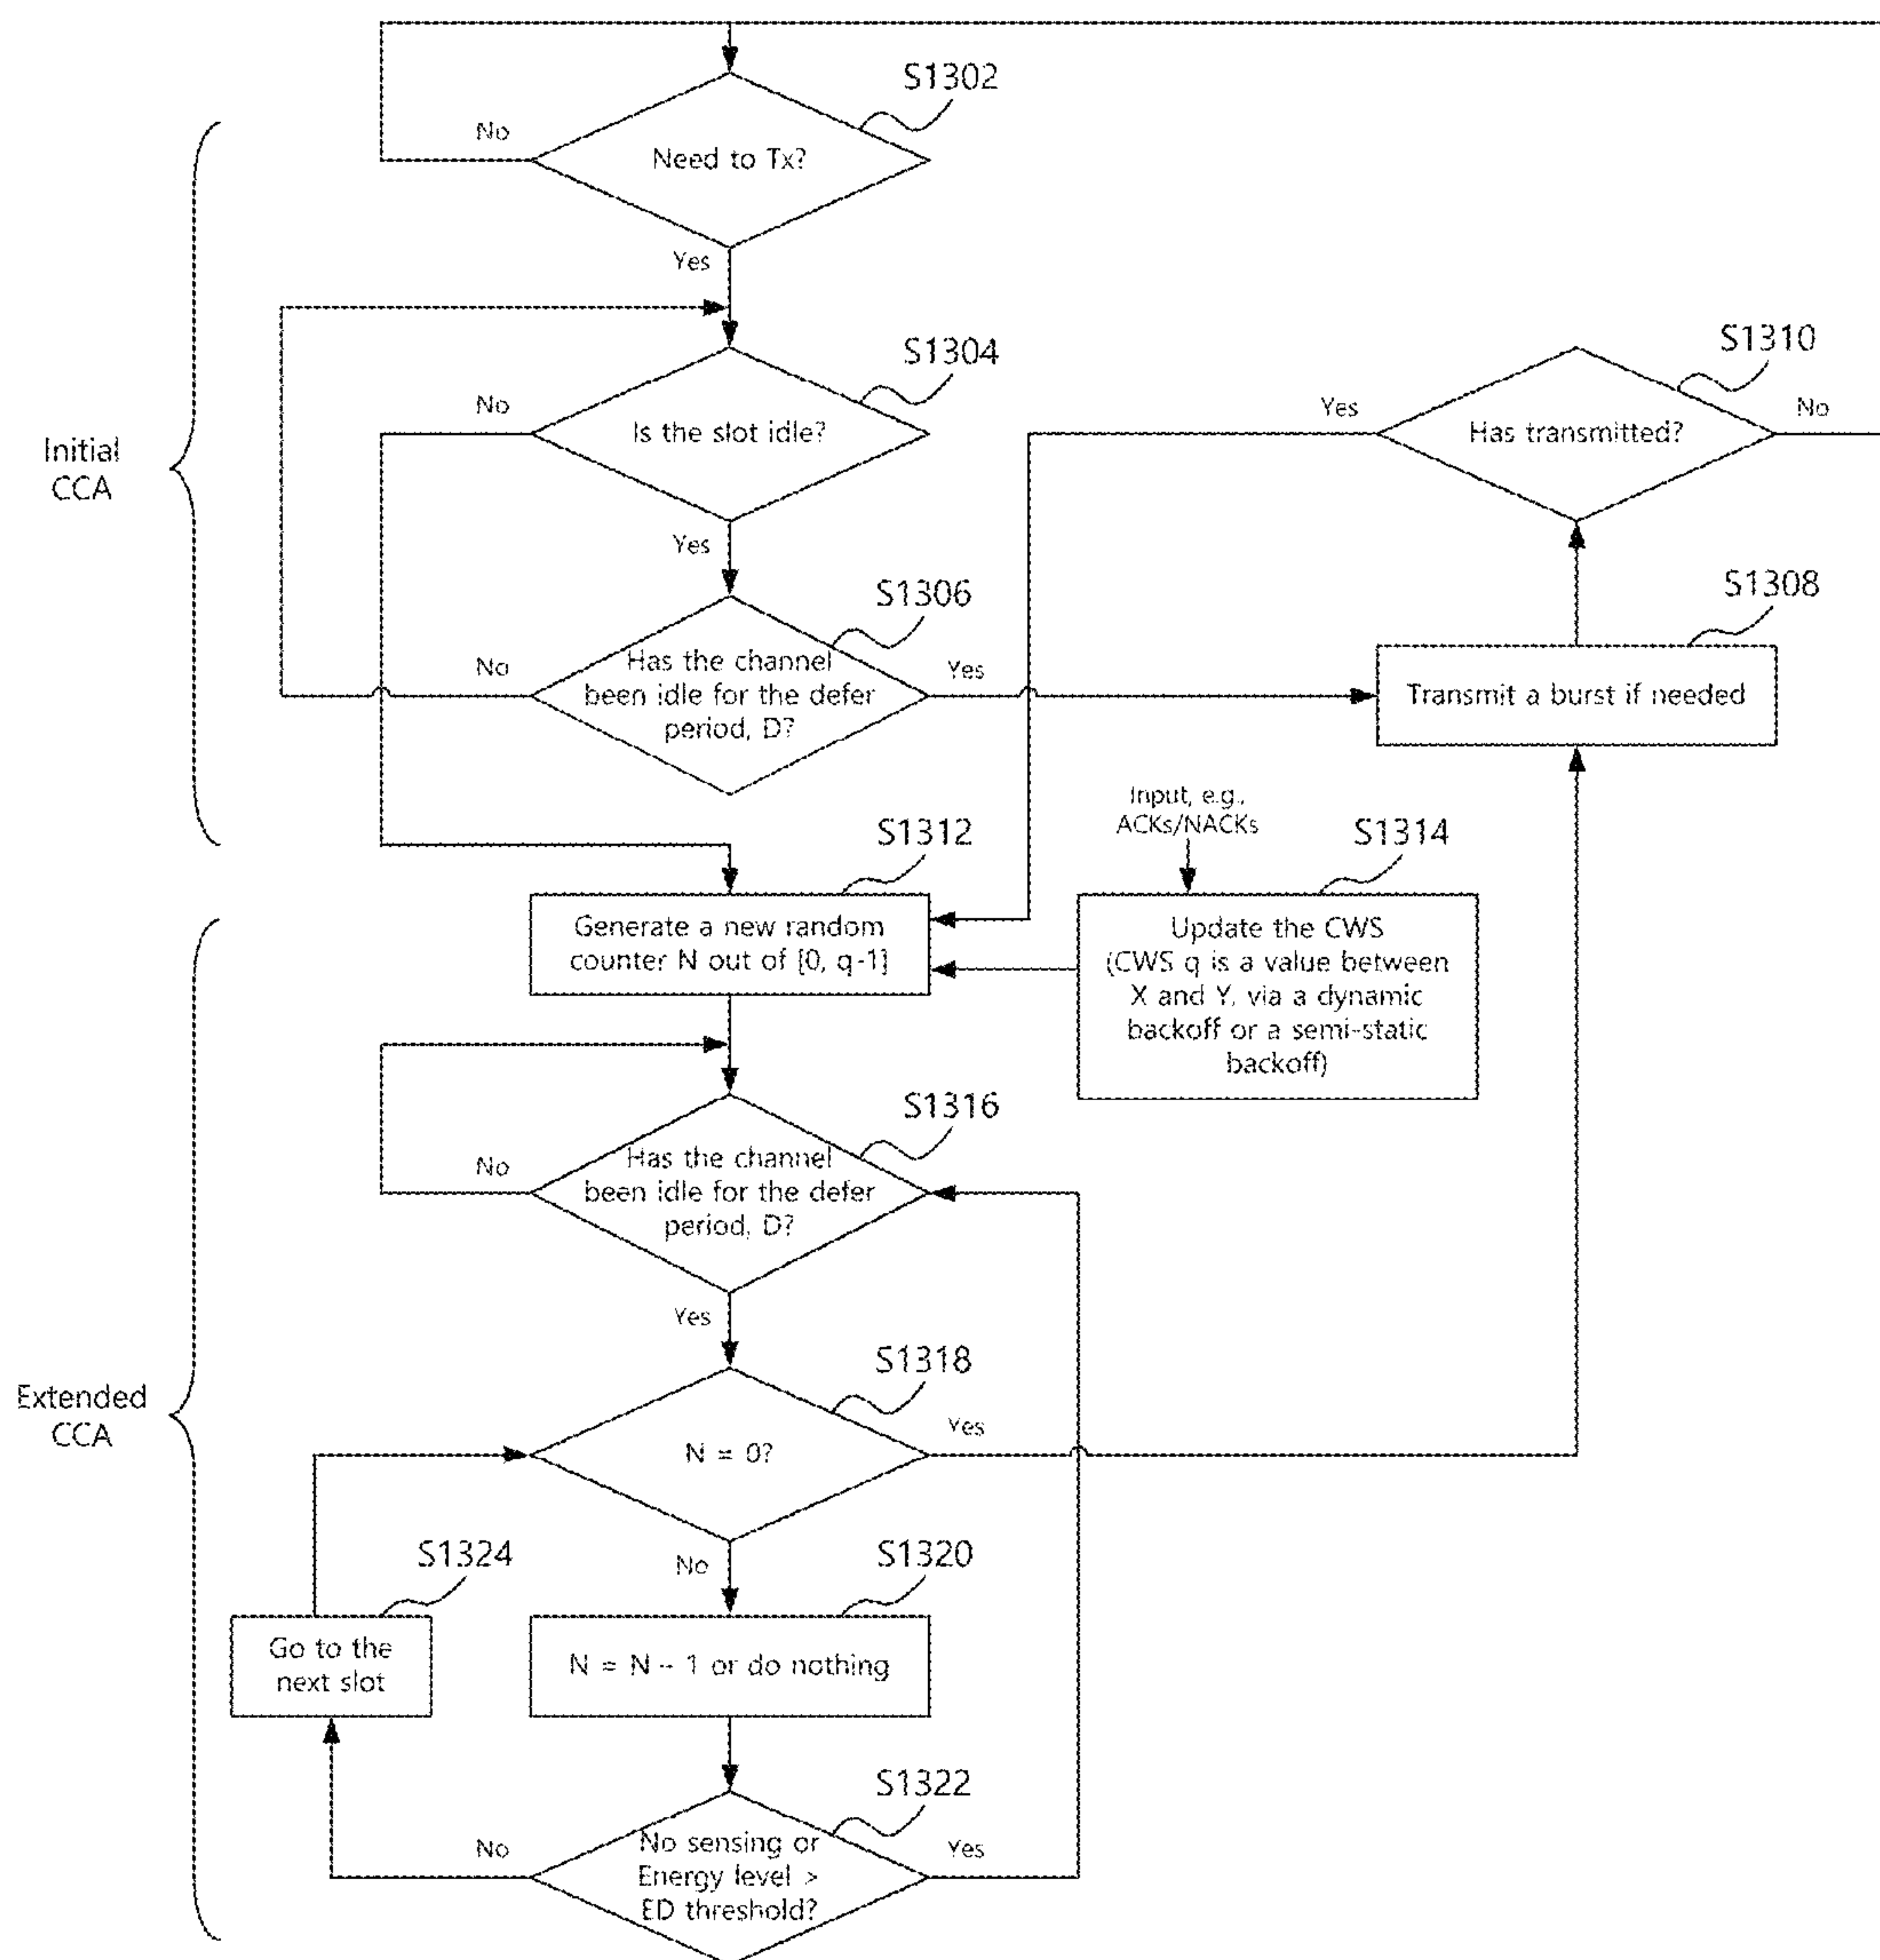 S1302
No
Need to Tx?
Yes
S1304
S1310
No
Yes
No
Initial
CCA
Is the slot idle?
Has transmitted?
Yes
S1306
S1308
No
Has the channel
been idle for the defer
period, D?
Yes
Transmit a burst if needed
Input, e.g.,
ACKs/NACKs
S1312
S1314
Generate a new random
counter N out of [0, q-1]
Update the CWS
(CWS q is a value between
X and Y, via a dynamic
backoff or a semi-static
backoff)
S1316
No
Has the channel
been idle for the defer
period, D?
Yes
S1318
Extended
CCA
Yes
N = 0?
S1324
No
S1320
Go to the
next slot
N = N - 1 or do nothing
S1322
No
No sensing or
Energy level >
ED threshold?
Yes